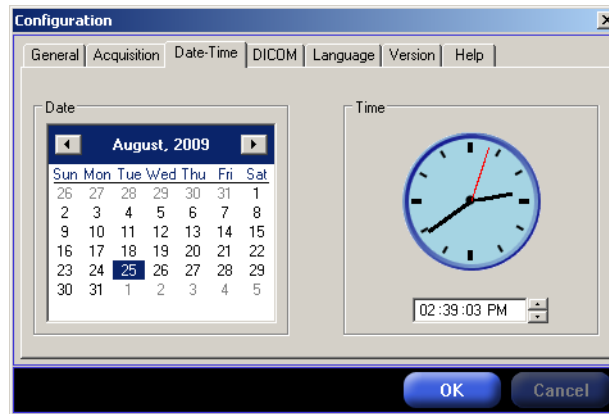 Configuration
General Acquisition Date-Time DICOM Language Version Help
Date
August, 2009
Sun Mon Tue Wed Thu Fri Sat
26 27 28 29 30 31 1
2 3 4 5 6 7 8
9 10 11 12 13 14 15
16 17 18 19 20 21 22
23 24 25 26 27 28 29
30 31 1 2 3 4 5
Time
02:39:03 PM
OK Cancel